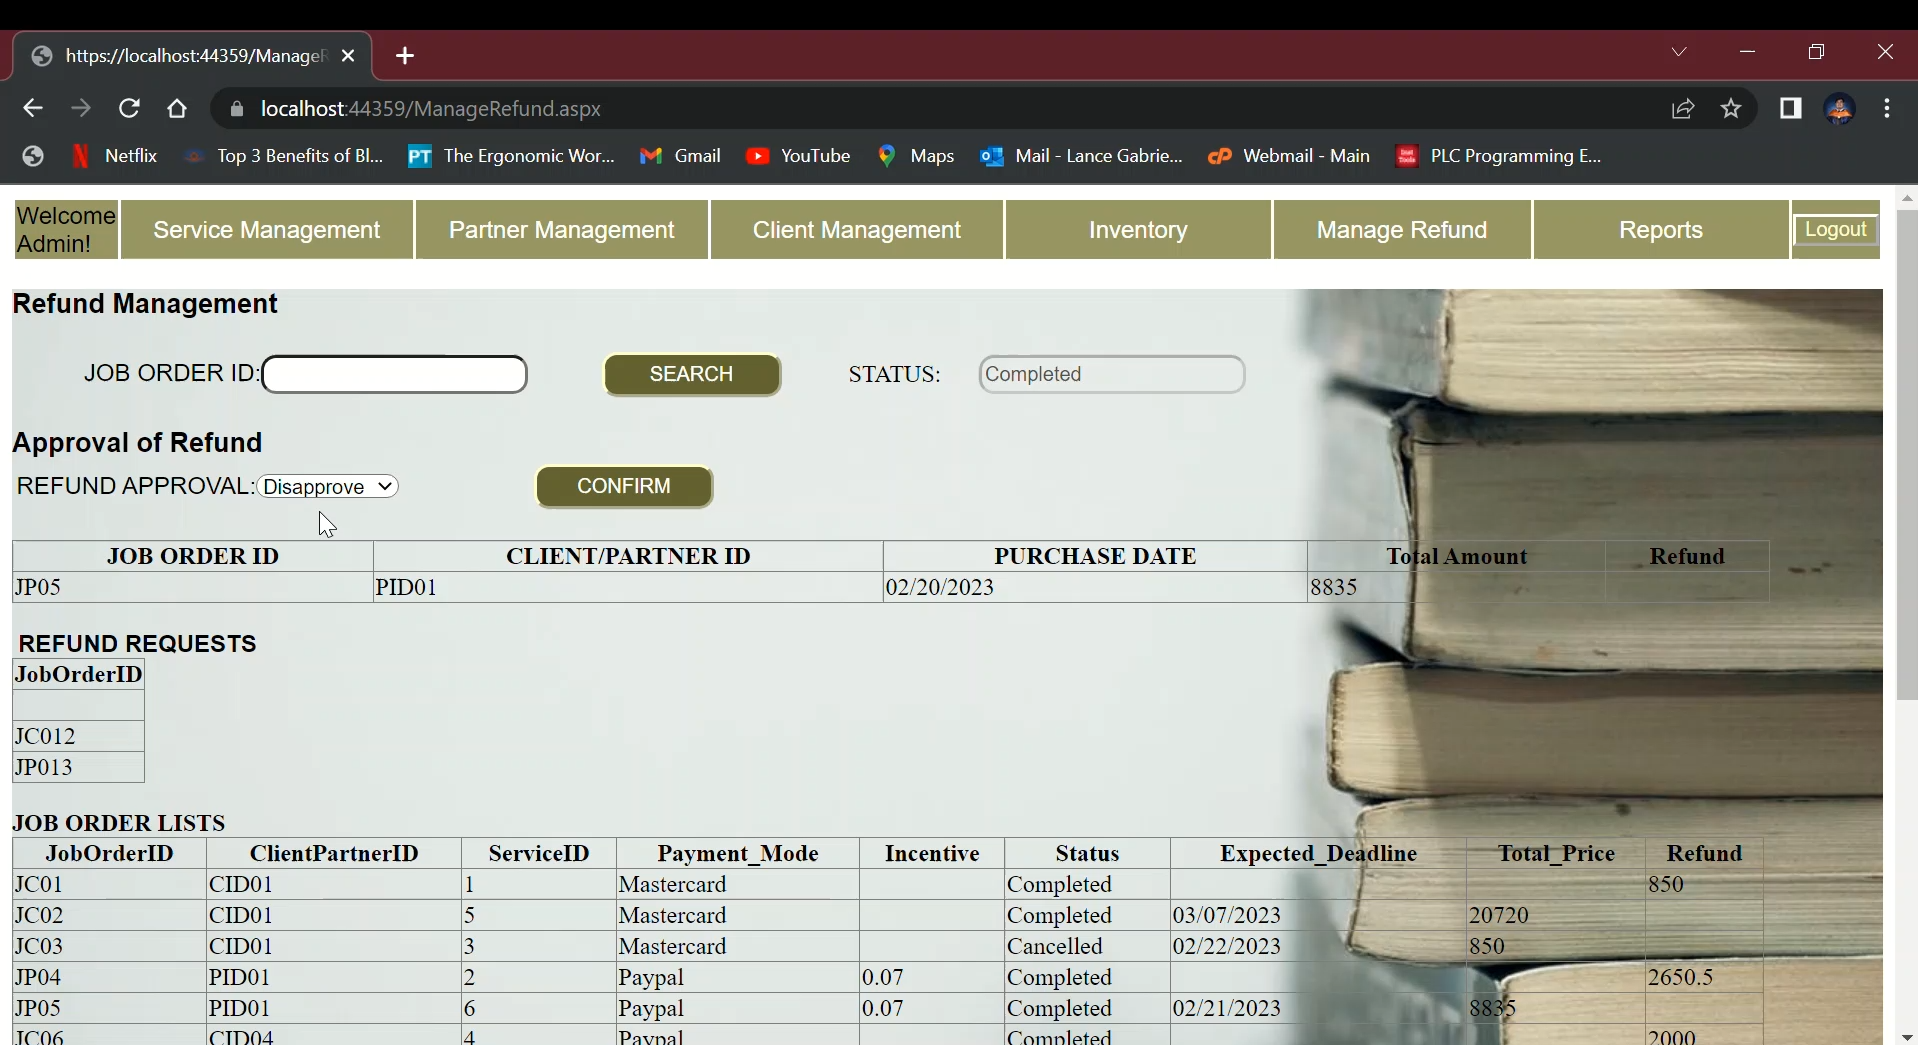 https://localhost:44359/ManageR
localhost:44359/ManageRefund.aspx
Netflix Top 3 Benefits of Bl... PT The Ergonomic Wor... Gmail YouTube Maps Mail - Lance Gabrie... Webmail - Main PLC Programming E...
Welcome Admin! Service Management Partner Management Client Management Inventory Manage Refund Reports Logout
Refund Management
JOB ORDER ID: SEARCH STATUS: Completed
Approval of Refund
REFUND APPROVAL: Disapprove CONFIRM
JOB ORDER ID CLIENT/PARTNER ID PURCHASE DATE Total Amount Refund
JP05 PID01 02/20/2023 8835
REFUND REQUESTS
JobOrderID
JC012
JP013
JOB ORDER LISTS
JobOrderID ClientPartnerID ServiceID Payment_Mode Incentive Status Expected_Deadline Total_Price Refund
JC01 CID01 1 Mastercard Completed 850
JC02 CID01 5 Mastercard Completed 03/07/2023 20720
JC03 CID01 3 Mastercard Cancelled 02/22/2023 850
JP04 PID01 2 Paypal 0.07 Completed 2650.5
JP05 PID01 6 Paypal 0.07 Completed 02/21/2023 8835
JC06 CID04 4 Paypal Completed 2000